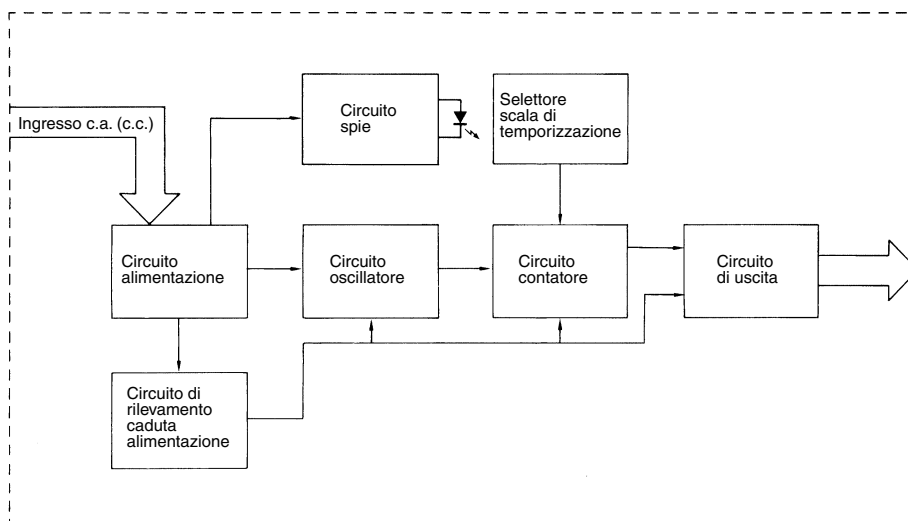 Ingresso c.a. (c.c.)
Circuito
spie
Selettore
scala di
temporizzazione
Circuito
alimentazione
Circuito
oscillatore
Circuito
contatore
Circuito
di uscita
Circuito di
rilevamento
caduta
alimentazione